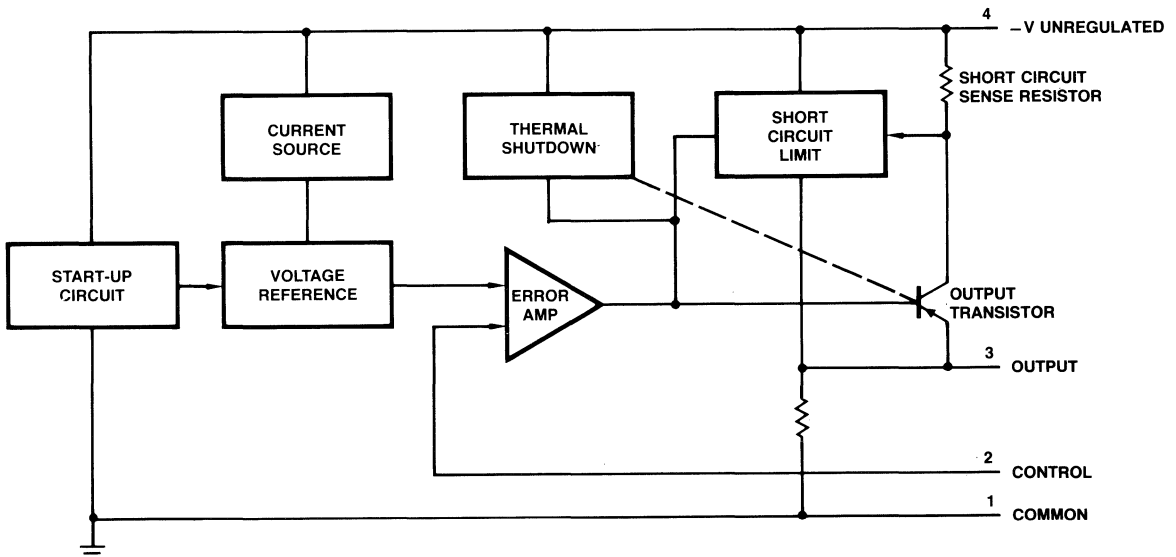 4
–V UNREGULATED
SHORT CIRCUIT
SENSE RESISTOR
CURRENT
SOURCE
THERMAL
SHUTDOWN
SHORT
CIRCUIT
LIMIT
START-UP
CIRCUIT
VOLTAGE
REFERENCE
ERROR
AMP
OUTPUT
TRANSISTOR
3
OUTPUT
2
CONTROL
1
COMMON